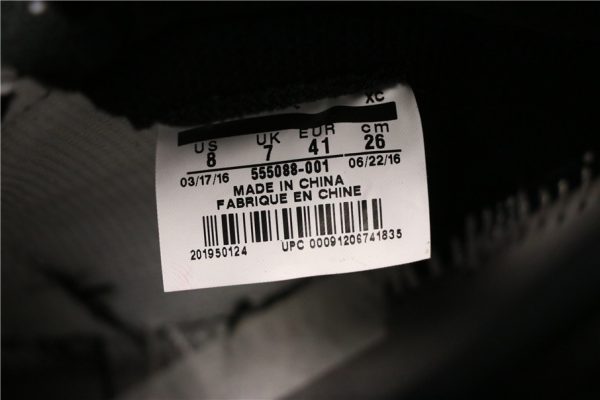 XC
US UK EUR cm
8 7 41 26
03/17/16 555088-001 06/22/16
MADE IN CHINA
FABRIQUE EN CHINE
201950124 UPC 00091206741835